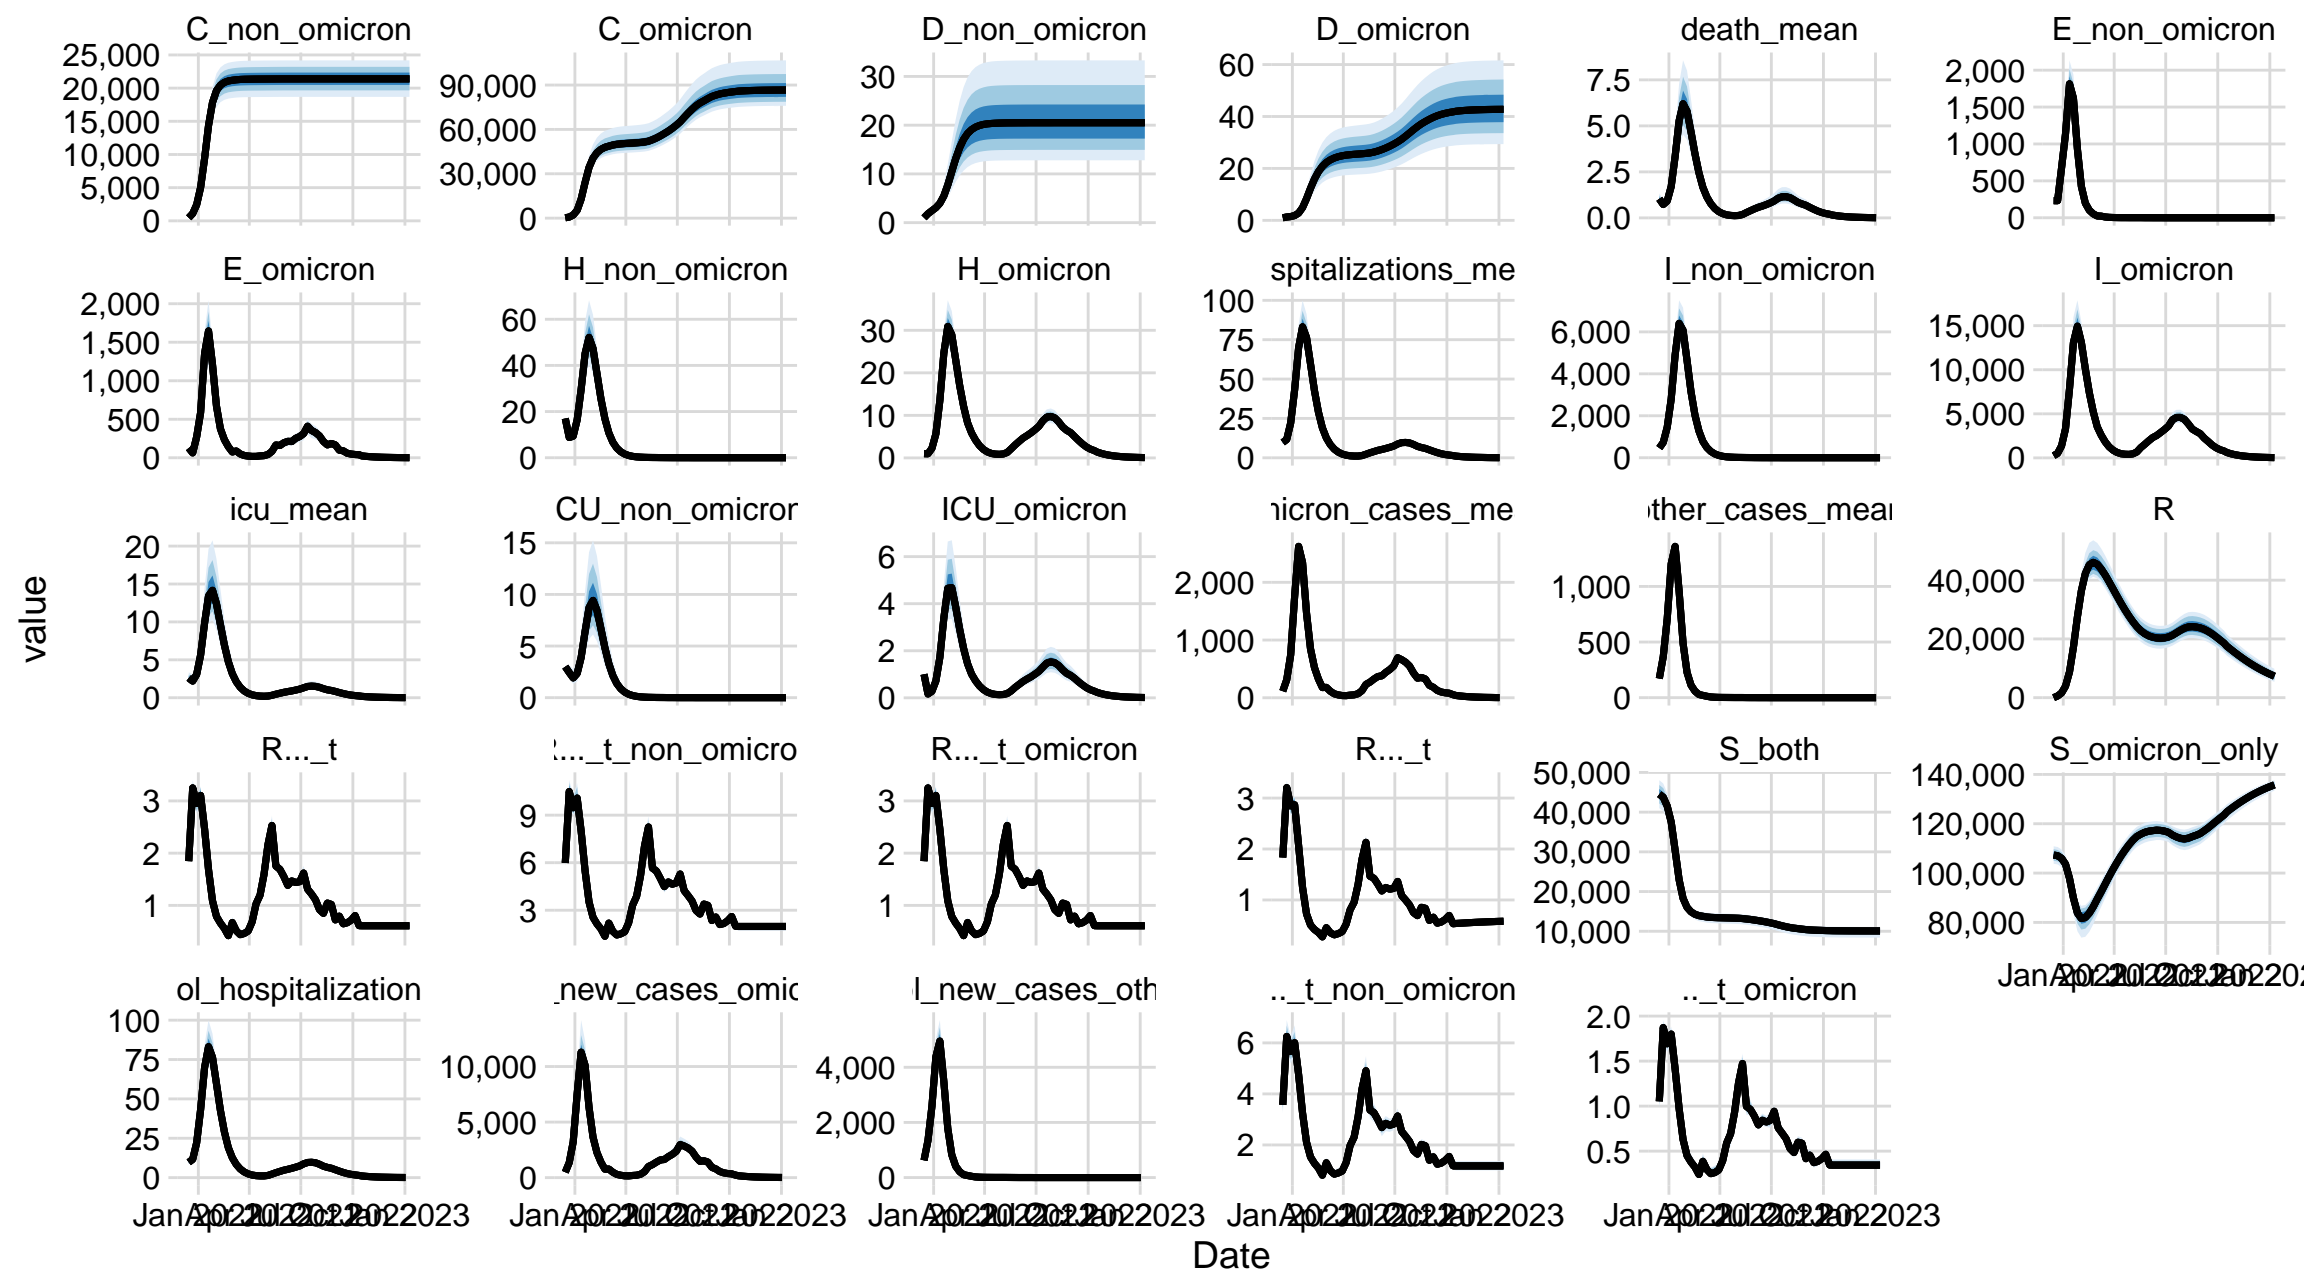 C_non_omicron C_omicron D_non_omicron D_omicron death_mean E_non_omicron
25,000 20,000 15,000 10,000 5,000 0
90,000 60,000 30,000 0
30 20 10 0
60 40 20 0
7.5 5.0 2.5 0.0
2,000 1,500 1,000 500 0
E_omicron H_non_omicron H_omicron spitalizations_me I_non_omicron I_omicron
2,000 1,500 1,000 500 0
60 40 20 0
30 20 10 0
100 75 50 25 0
6,000 4,000 2,000 0
15,000 10,000 5,000 0
icu_mean CU_non_omicron ICU_omicron icron_cases_me ther_cases_mea R
20 15 10 5 0
15 10 5 0
6 4 2 0
2,000 1,000 0
1,000 500 0
40,000 20,000 0
R..._t ..._t_non_omicro R..._t_omicron R..._t S_both S_omicron_only
3 2 1
9 6 3
3 2 1
3 2 1
50,000 40,000 30,000 20,000 10,000
140,000 120,000 100,000 80,000
ol_hospitalization _new_cases_omic l_new_cases_oth .._t_non_omicron .._t_omicron
100 75 50 25 0
10,000 5,000 0
4,000 2,000 0
6 4 2
2.0 1.5 1.0 0.5
value
Date